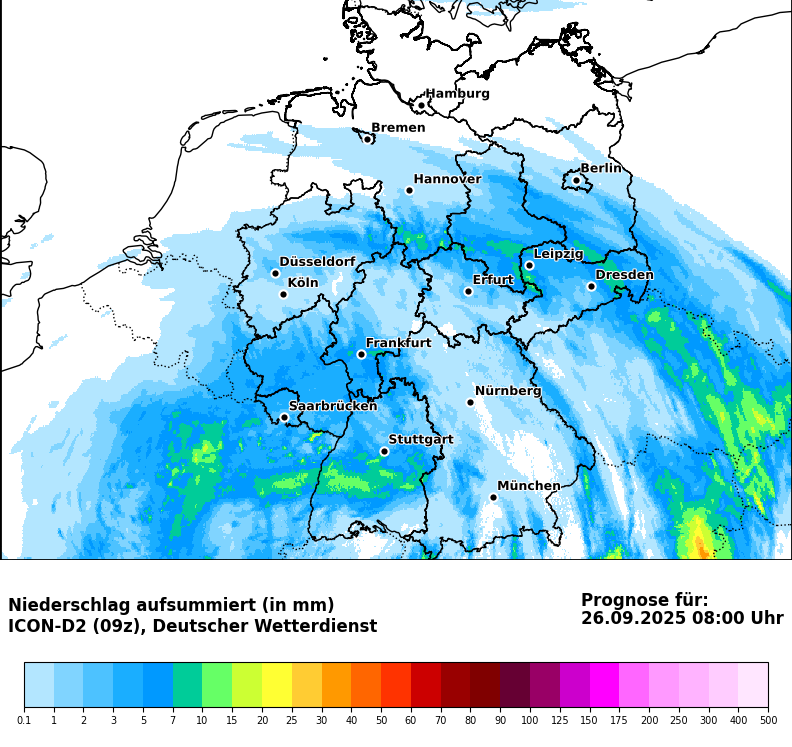 Hamburg
Bremen
Berlin
Hannover
Leipzig
Düsseldorf
Dresden
Erfurt
Köln
Frankfurt
Nürnberg
Saarbrücken
Stuttgart
München
Niederschlag aufsummiert (in mm)
ICON-D2 (09z), Deutscher Wetterdienst
Prognose für:
26.09.2025 08:00 Uhr
0.1 1 2 3 5 7 10 15 20 25 30 40 50 60 70 80 90 100 125 150 175 200 250 300 400 500